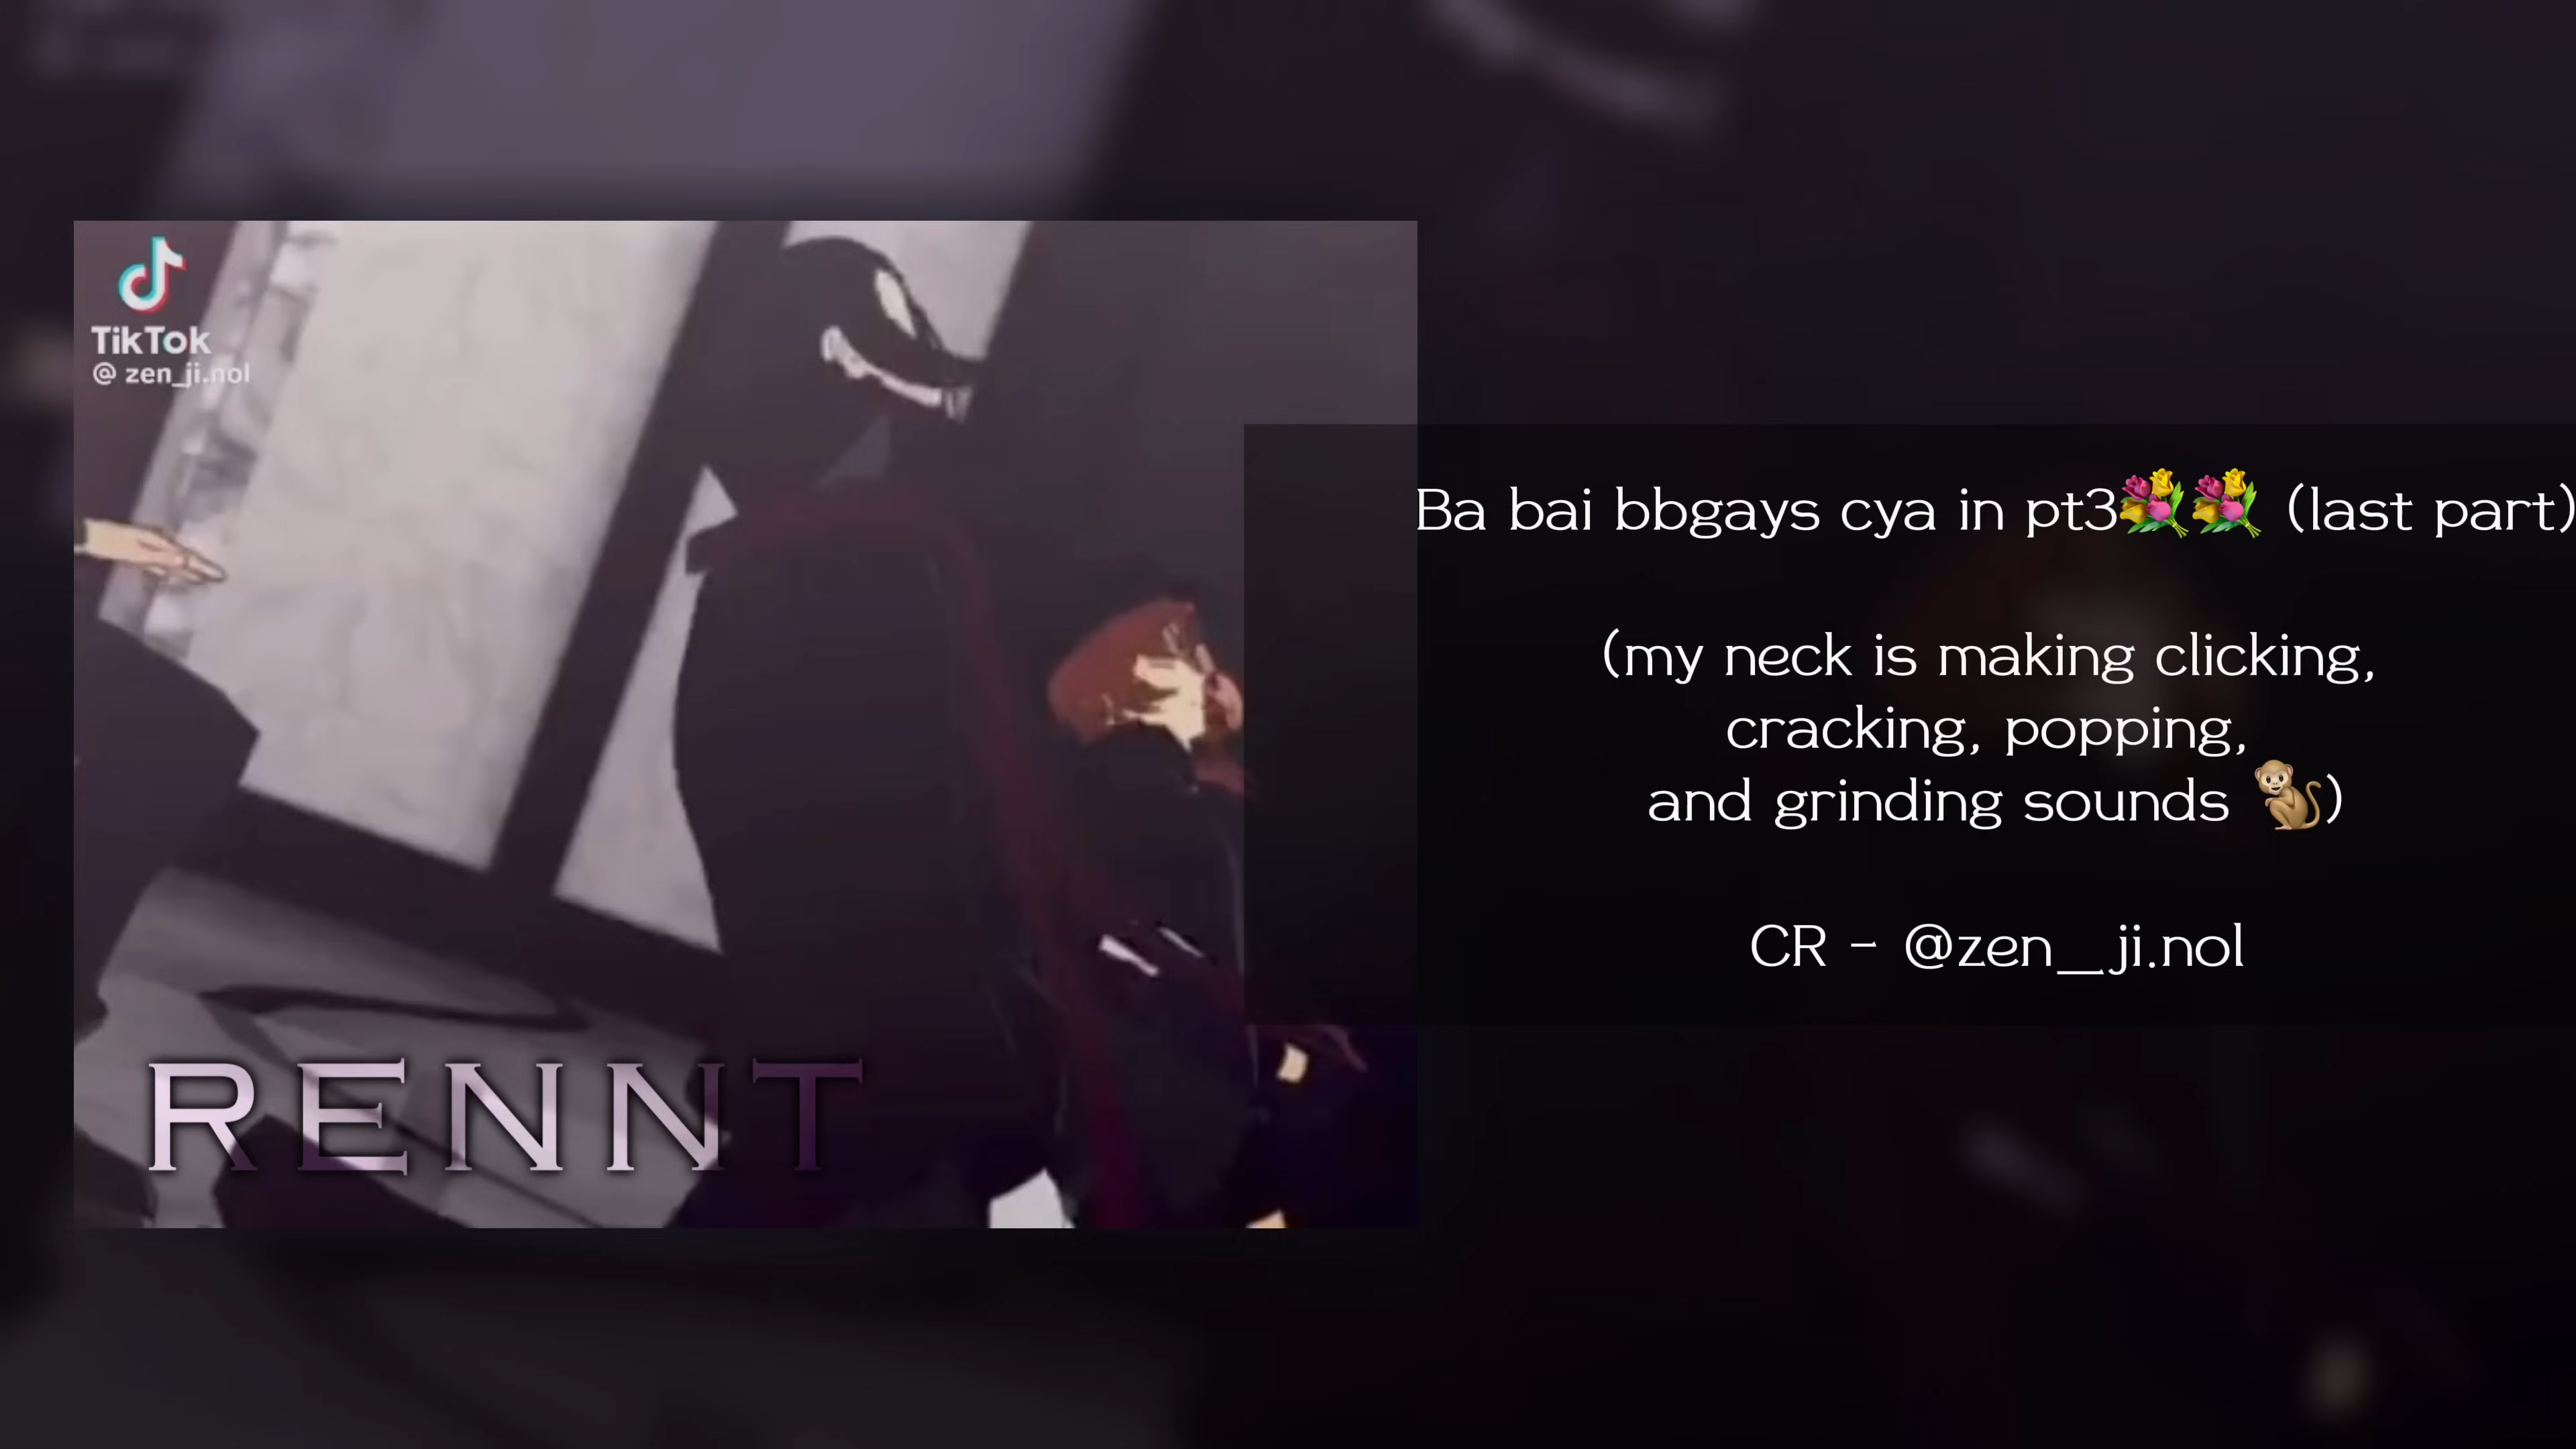 TikTok
@ zen_ji.nol
RENNT
Ba bai bbgays cya in pt3💐💐 (last part)
(my neck is making clicking,
cracking, popping,
and grinding sounds 🐒)
CR - @zen_ji.nol